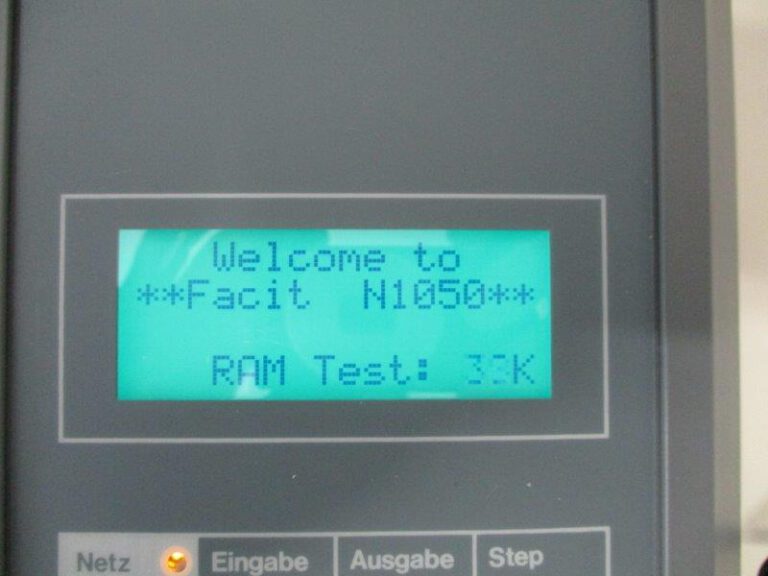 Welcome to
**Facit N1050**
RAM Test:
Netz Eingabe Ausgabe Step